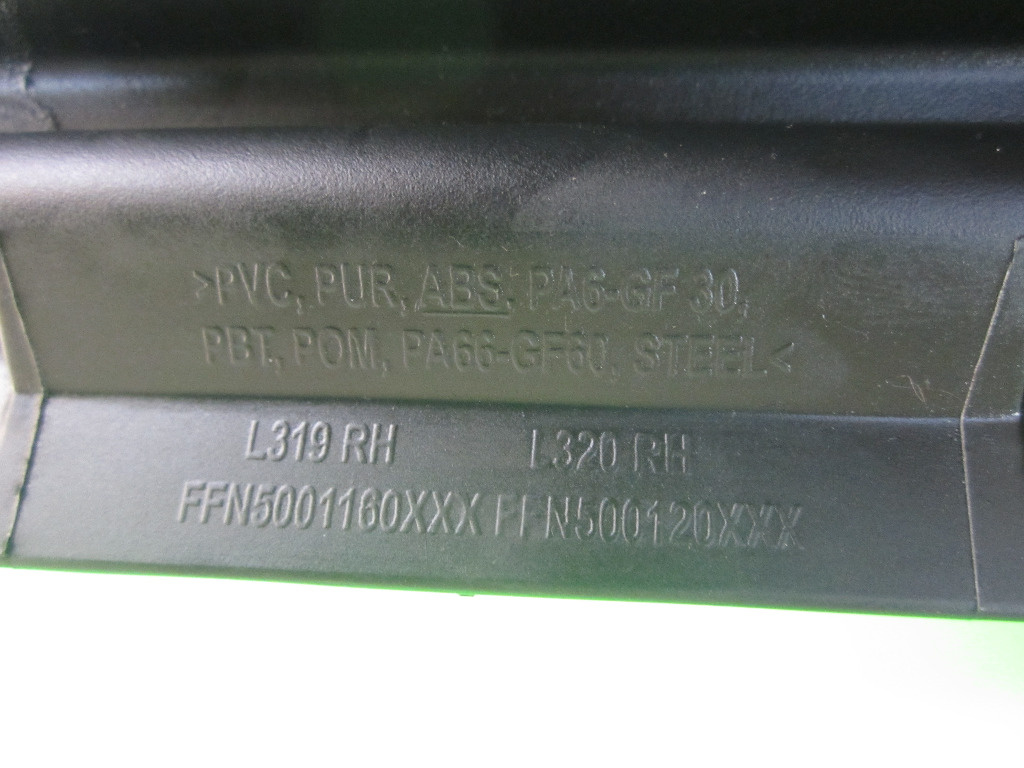 >PVC, PUR, ABS, PA6-GF 30,
PBT, POM, PA66-GF60, STEEL<
L319 RH L320 RH
FFN5001160XXX FFN500120XXX